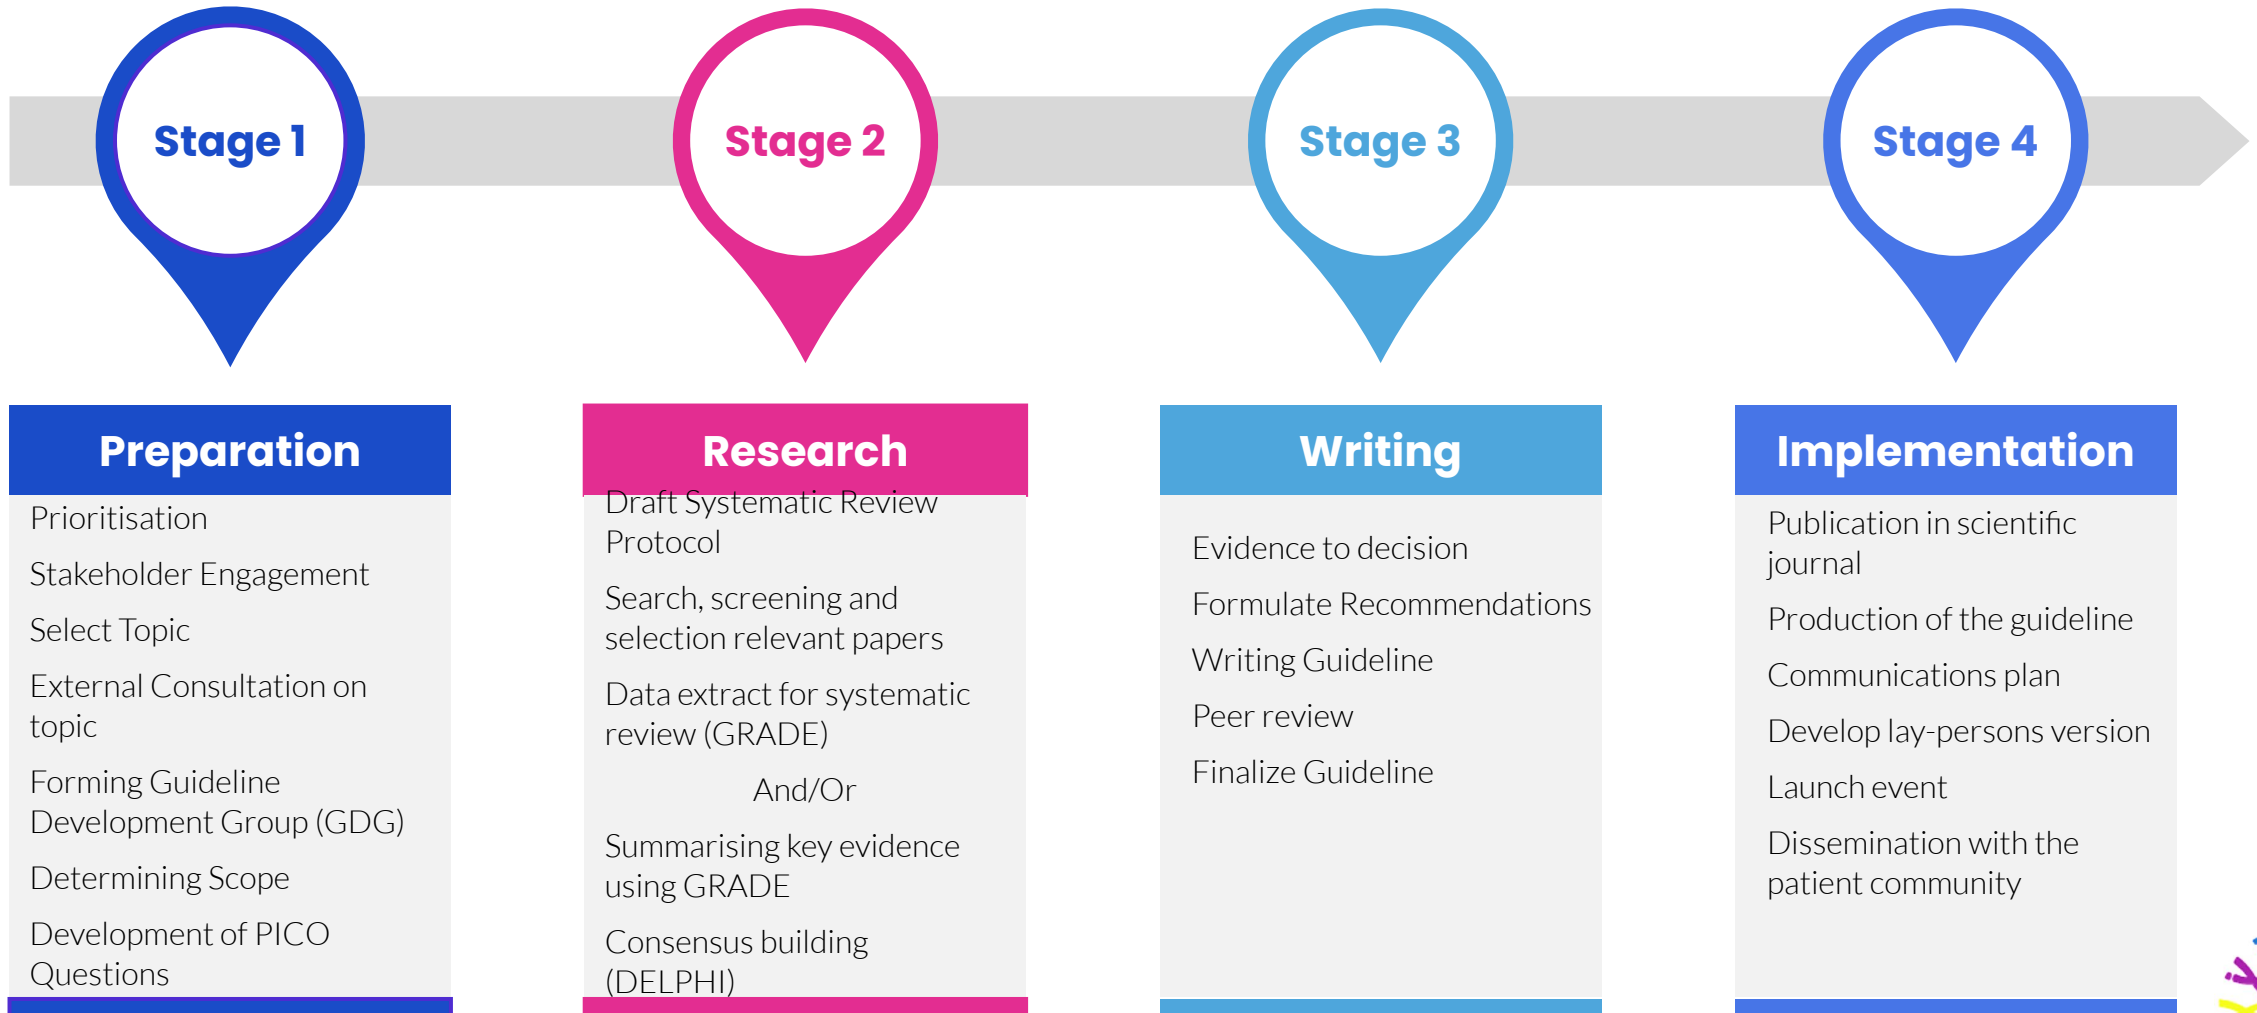 Stage 1
Stage 2
Stage 3
Stage 4
Preparation
Prioritisation
Stakeholder Engagement
Select Topic
External Consultation on
topic
Forming Guideline
Development Group (GDG)
Determining Scope
Development of PICO
Questions
Research
Draft Systematic Review
Protocol
Search, screening and
selection relevant papers
Data extract for systematic
review (GRADE)
And/Or
Summarising key evidence
using GRADE
Consensus building
(DELPHI)
Writing
Evidence to decision
Formulate Recommendations
Writing Guideline
Peer review
Finalize Guideline
Implementation
Publication in scientific
journal
Production of the guideline
Communications plan
Develop lay-persons version
Launch event
Dissemination with the
patient community